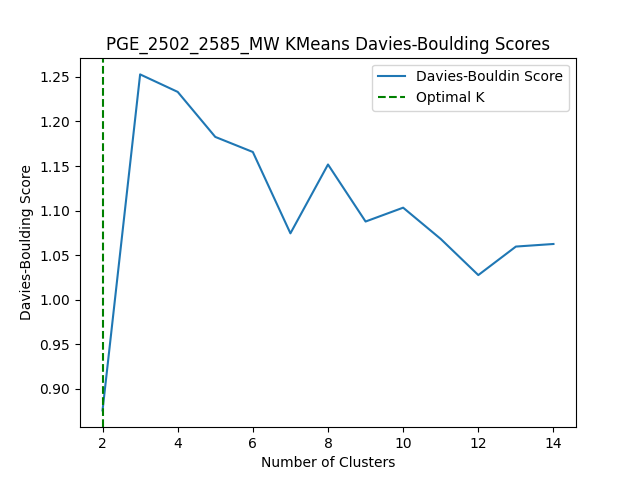 PGE_2502_2585_MW KMeans Davies-Boulding Scores
Davies-Bouldin Score
Optimal K
1.25
1.20
1.15
1.10
1.05
1.00
0.95
0.90
Davies-Boulding Score
2 4 6 8 10 12 14
Number of Clusters